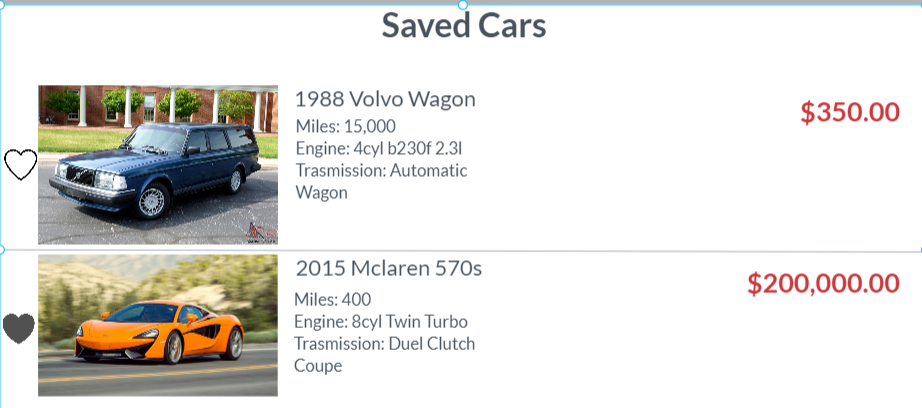 Saved Cars
1988 Volvo Wagon
$350.00
Miles: 15,000
Engine: 4cyl b230f 2.3l
Trasmission: Automatic
Wagon
2015 Mclaren 570s
$200,000.00
Miles: 400
Engine: 8cyl Twin Turbo
Trasmission: Duel Clutch
Coupe